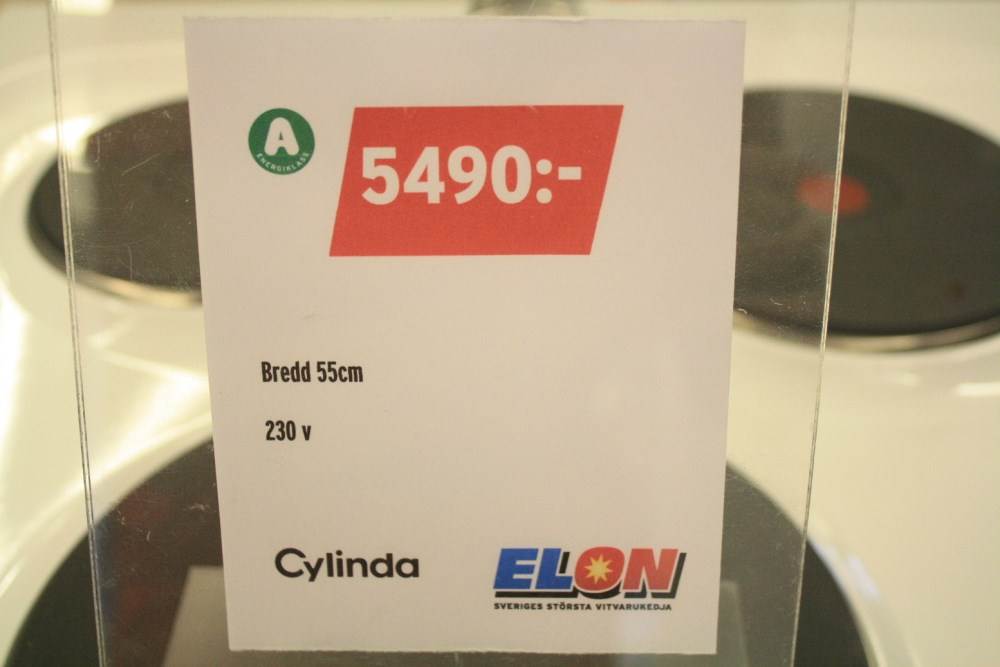 A
ENERGIKLASS
5490:-
Bredd 55cm
230 v
Cylinda
ELON
SVERIGES STÖRSTA VITVARUKEDJA